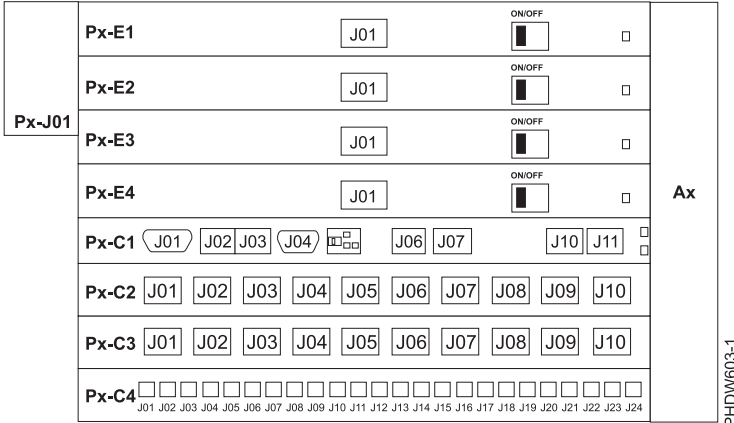 ON/OFF
Px-E1 J01
ON/OFF
Px-E2 J01
Px-J01
ON/OFF
Px-E3 J01
ON/OFF
Px-E4 J01
Ax
Px-C1 J01 J02 J03 J04 J06 J07 J10 J11
Px-C2 J01 J02 J03 J04 J05 J06 J07 J08 J09 J10
Px-C3 J01 J02 J03 J04 J05 J06 J07 J08 J09 J10
Px-C4
J01 J02 J03 J04 J05 J06 J07 J08 J09 J10 J11 J12 J13 J14 J15 J16 J17 J18 J19 J20 J21 J22 J23 J24
PHDW603-1